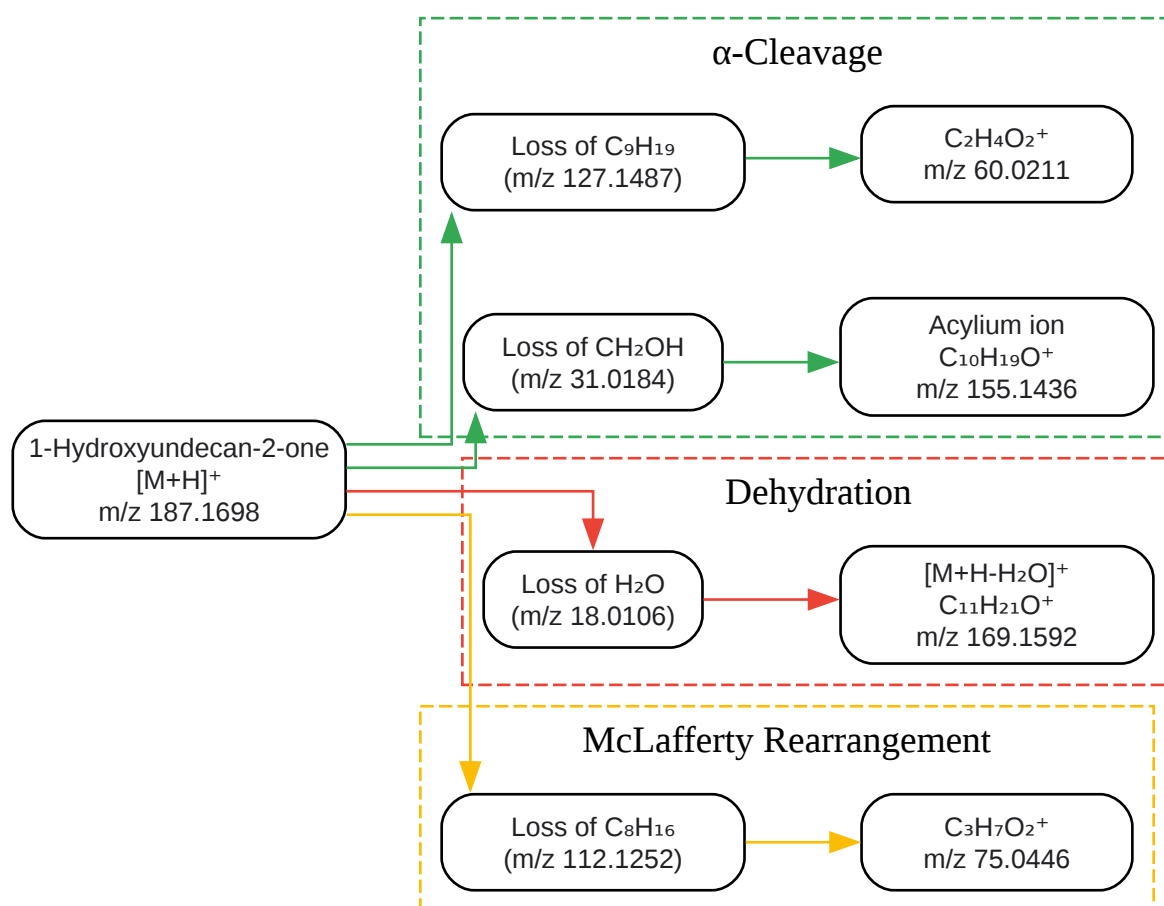 α-Cleavage
Loss of C₉H₁₉
(m/z 127.1487)
C₂H₄O₂⁺
m/z 60.0211
Loss of CH₂OH
(m/z 31.0184)
Acylium ion
C₁₀H₁₉O⁺
m/z 155.1436
1-Hydroxyundecan-2-one
[M+H]⁺
m/z 187.1698
Dehydration
Loss of H₂O
(m/z 18.0106)
[M+H-H₂O]⁺
C₁₁H₂₁O⁺
m/z 169.1592
McLafferty Rearrangement
Loss of C₈H₁₆
(m/z 112.1252)
C₃H₇O₂⁺
m/z 75.0446